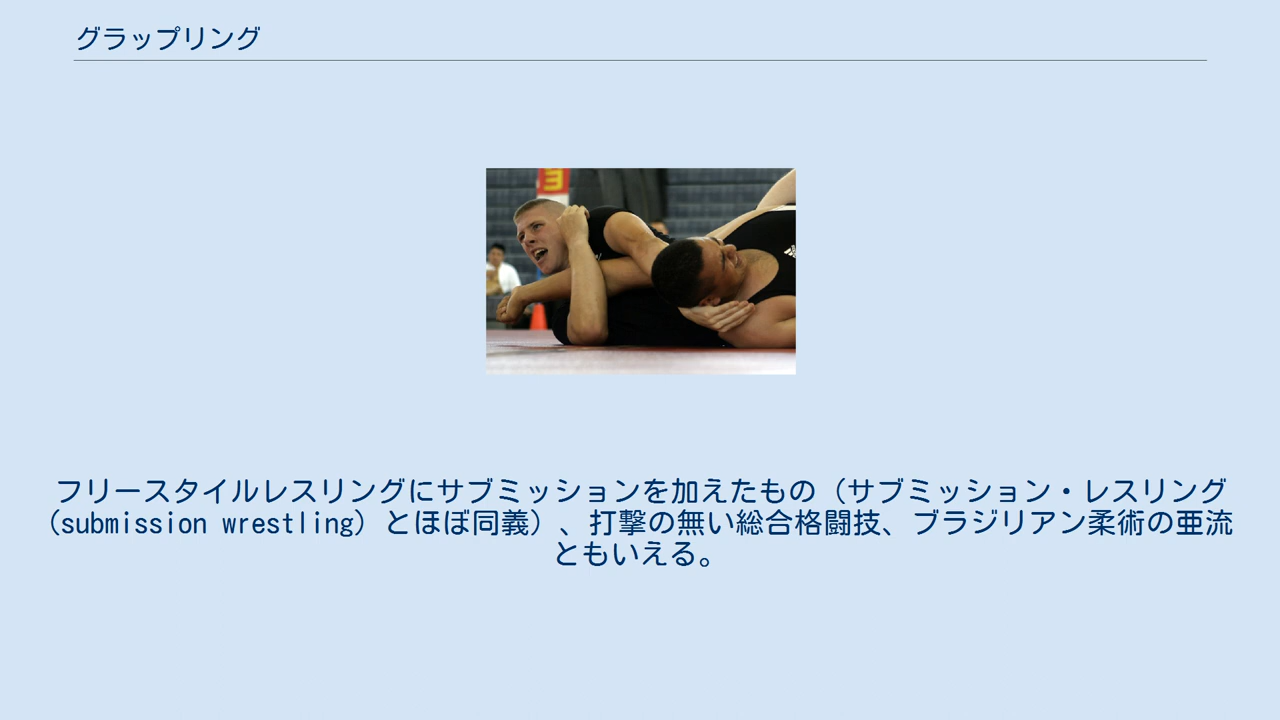 グラップリング
フリースタイルレスリングにサブミッションを加えたもの（サブミッション・レスリング
（submission wrestling）とほぼ同義）、打撃の無い総合格闘技、ブラジリアン柔術の亜流
ともいえる。